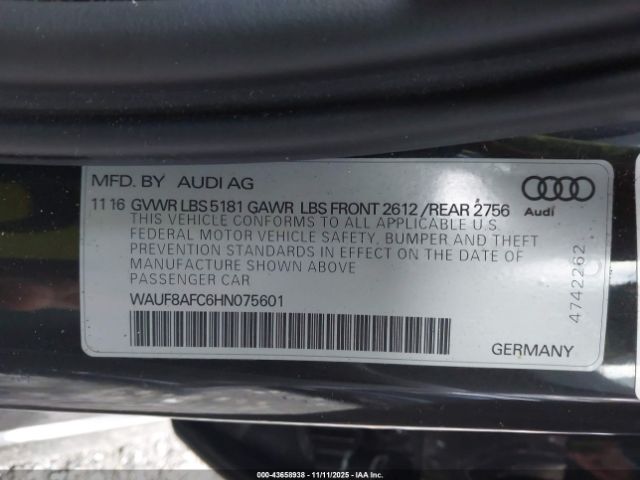 MFD. BY AUDI AG
Audi
11 16 GVWR LBS 5181 GAWR LBS FRONT 2612 /REAR 2756
THIS VEHICLE CONFORMS TO ALL APPLICABLE U.S
FEDERAL MOTOR VEHICLE SAFETY, BUMPER AND THEFT
PREVENTION STANDARDS IN EFFECT ON THE DATE OF
MANUFACTURE SHOWN ABOVE
PASSENGER CAR
WAUF8AFC6HN075601
4742262
GERMANY
000-43658938 - 11/11/2025 - IAAI.com